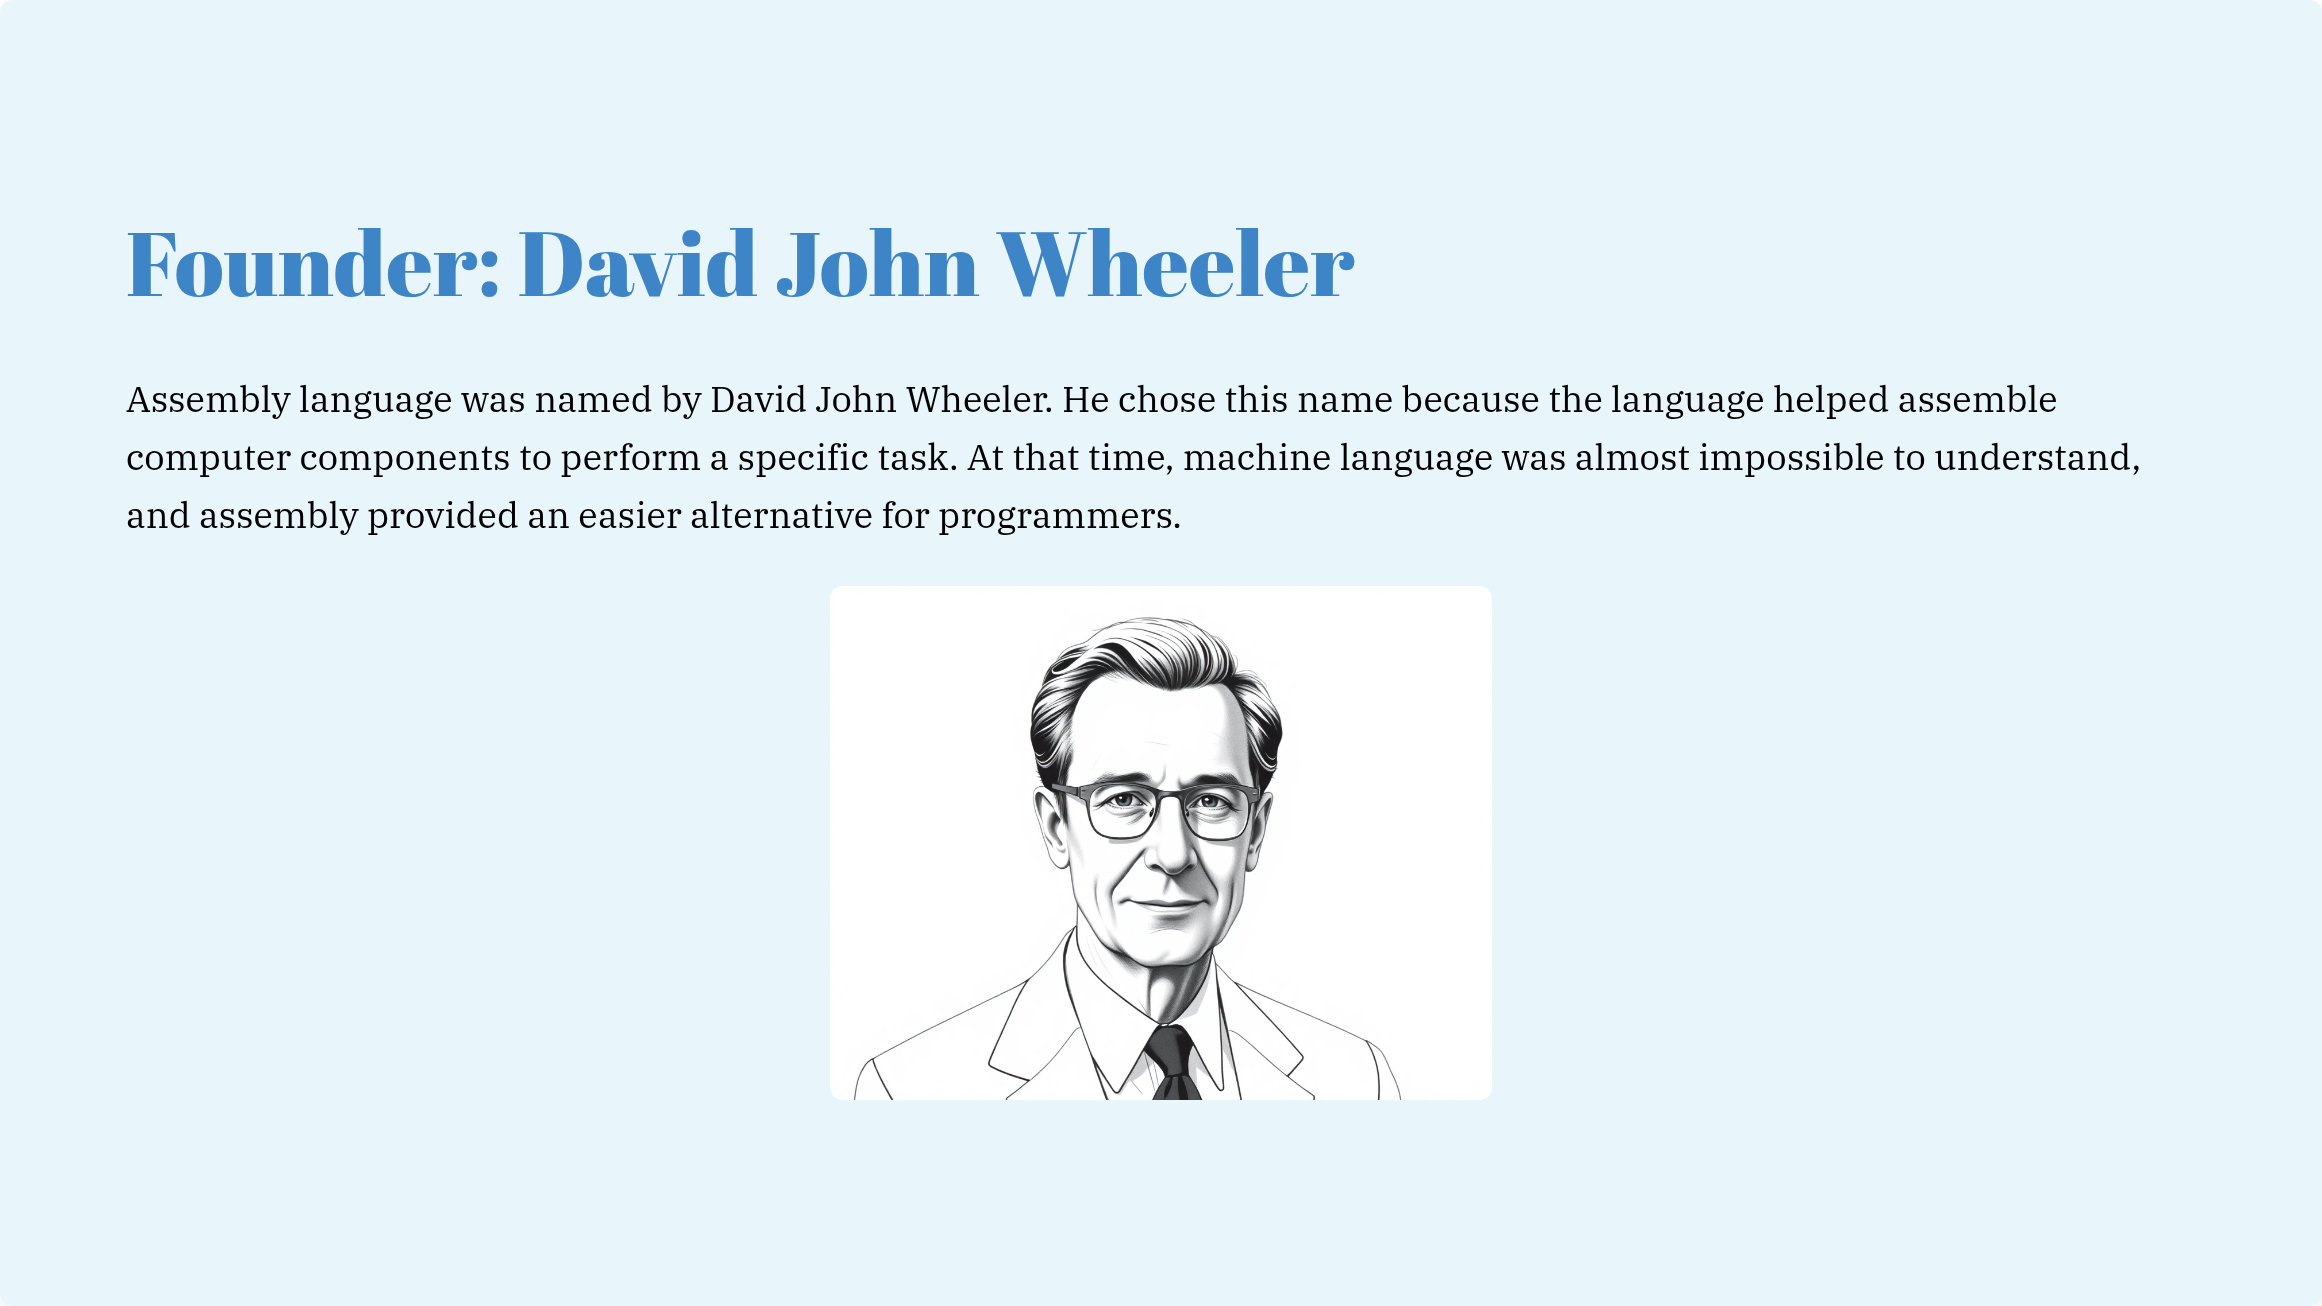 Founder: David John Wheeler
Assembly language was named by David John Wheeler. He chose this name because the language helped assemble
computer components to perform a specific task. At that time, machine language was almost impossible to understand,
and assembly provided an easier alternative for programmers.